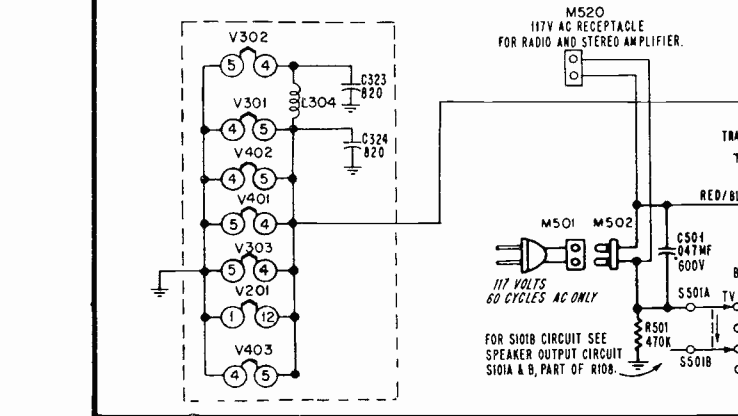 V302
5 4
C323
820
L304
V301
4 5
C324
820
V402
4 5
V401
5 4
V303
5 4
V201
1 12
V403
4 5
M520
117V AC RECEPTACLE
FOR RADIO AND STEREO AMPLIFIER.
TRA
RED/BL
M501 M502
C501
.047MF
600V
117 VOLTS
60 CYCLES AC ONLY
S501A TV
R501
470K
FOR S101B CIRCUIT SEE
SPEAKER OUTPUT CIRCUIT
S101A & B, PART OF R108.
S501B